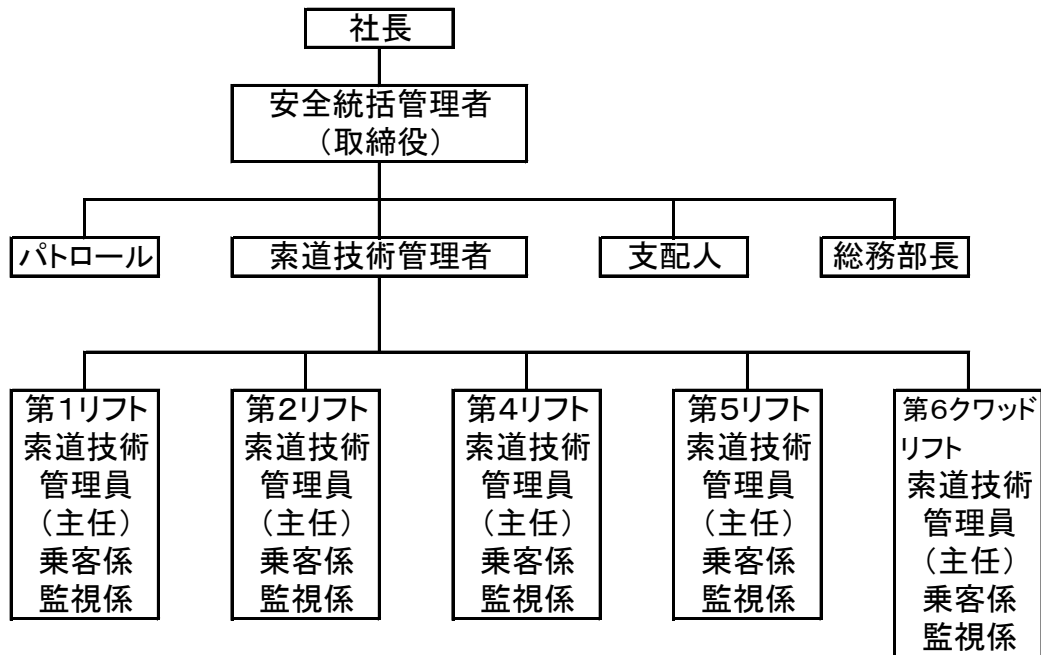 社長
安全統括管理者
(取締役)
パトロール
索道技術管理者
支配人
総務部長
第1リフト
索道技術
管理員
(主任)
乗客係
監視係
第2リフト
索道技術
管理員
(主任)
乗客係
監視係
第4リフト
索道技術
管理員
(主任)
乗客係
監視係
第5リフト
索道技術
管理員
(主任)
乗客係
監視係
第6クワッド
リフト
索道技術
管理員
(主任)
乗客係
監視係